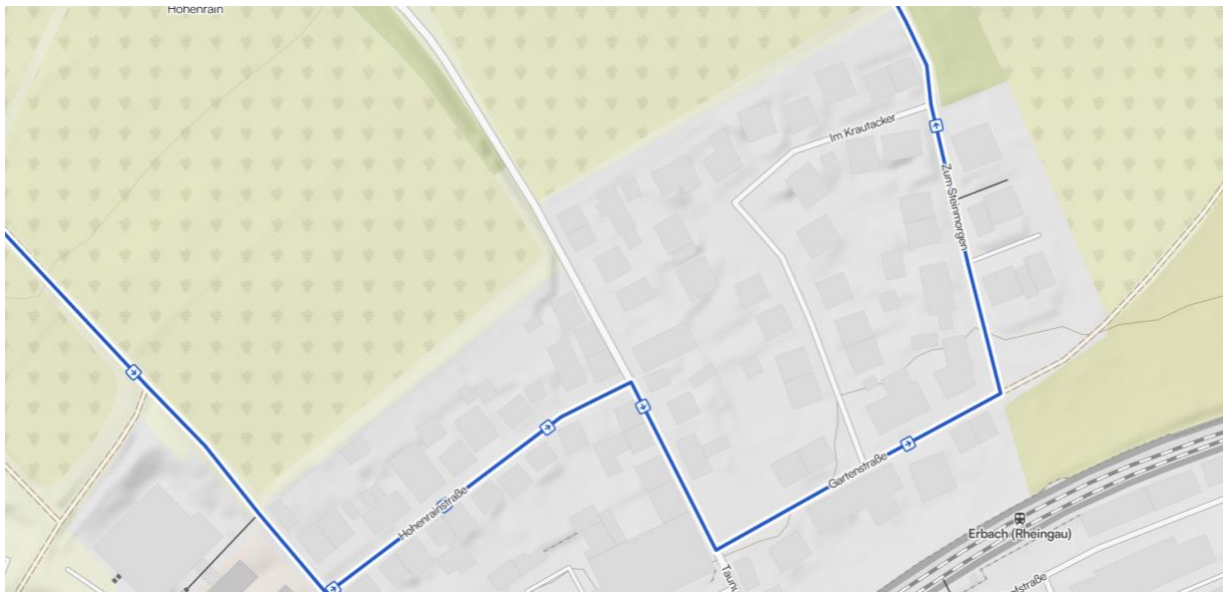 Hohenrain
Im Krautacker
Zum Steinmorgen
Hohenrainstraße
Gartenstraße
Erbach (Rheingau)